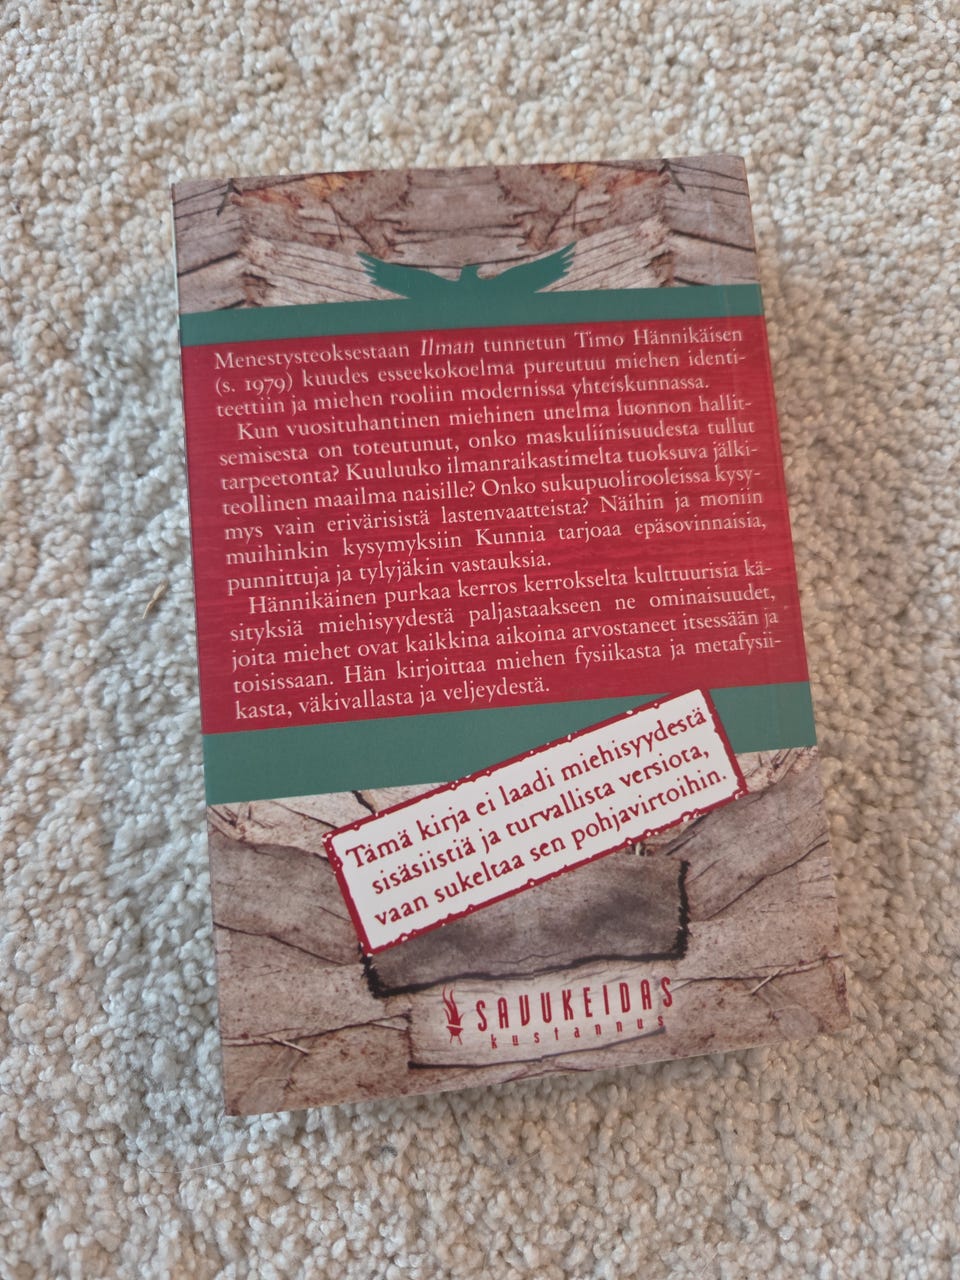 Menestysteoksestaan Ilman tunnetun Timo Hännikäisen
(s. 1979) kuudes esseekokoelma pureutuu miehen identi-
teettiin ja miehen rooliin modernissa yhteiskunnassa.
Kun vuosituhantinen miehinen unelma luonnon hallit-
semisesta on toteutunut, onko maskuliinisuudesta tullut
tarpeetonta? Kuuluuko ilmanraikastimelta tuoksuva jälki-
teollinen maailma naisille? Onko sukupuolirooleissa kysy-
mys vain erivärisistä lastenvaatteista? Näihin ja moniin
muihinkin kysymyksiin Kunnia tarjoaa epäsovinnaisia,
punnittuja ja tylyjäkin vastauksia.
Hännikäinen purkaa kerros kerrokselta kulttuurisia kä-
sityksiä miehisyydestä paljastaakseen ne ominaisuudet,
joita miehet ovat kaikkina aikoina arvostaneet itsessään ja
toisissaan. Hän kirjoittaa miehen fysiikasta ja metafysii-
kasta, väkivallasta ja veljeydestä.
Tämä kirja ei laadi miehisyydestä
sisäsiistiä ja turvallista versiota,
vaan sukeltaa sen pohjavirtoihin.
SAVUKEIDAS
kustannus